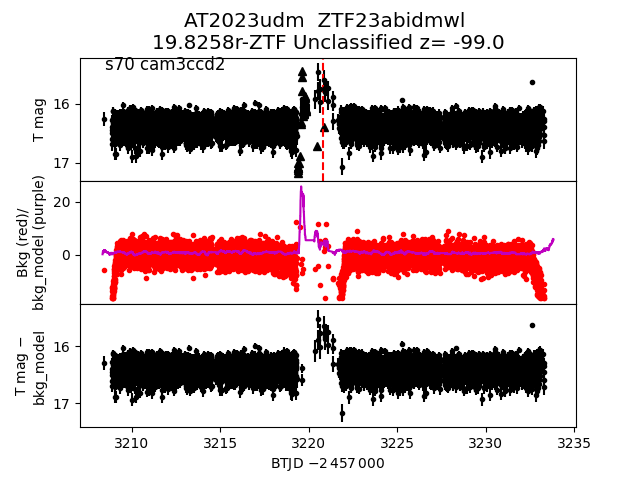 AT2023udm  ZTF23abidmwl
19.8258r-ZTF Unclassified z= -99.0
s70 cam3ccd2
T mag
16
17
Bkg (red)/
bkg_model (purple)
20
0
T mag −
bkg_model
16
17
3210 3215 3220 3225 3230 3235
BTJD −2 457 000